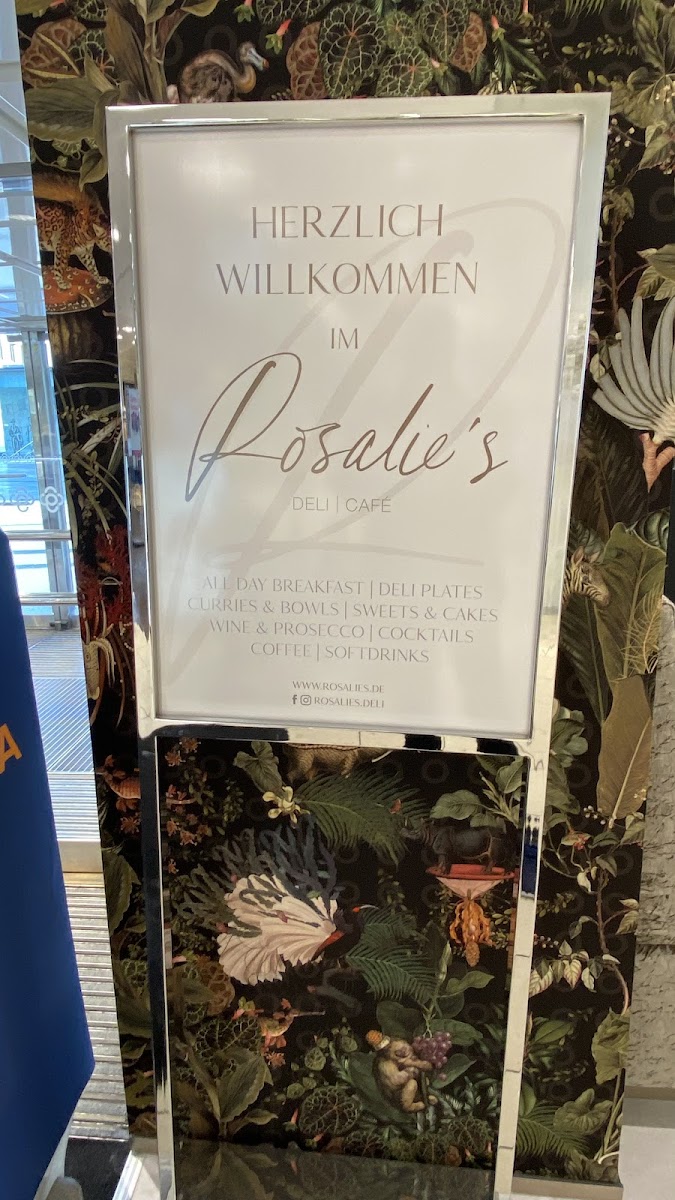 HERZLICH
WILLKOMMEN
IM
Rosalie's
DELI | CAFÉ
ALL DAY BREAKFAST | DELI PLATES
CURRIES & BOWLS | SWEETS & CAKES
WINE & PROSECCO | COCKTAILS
COFFEE | SOFTDRINKS
WWW.ROSALIES.DE
ROSALIES.DELI
A